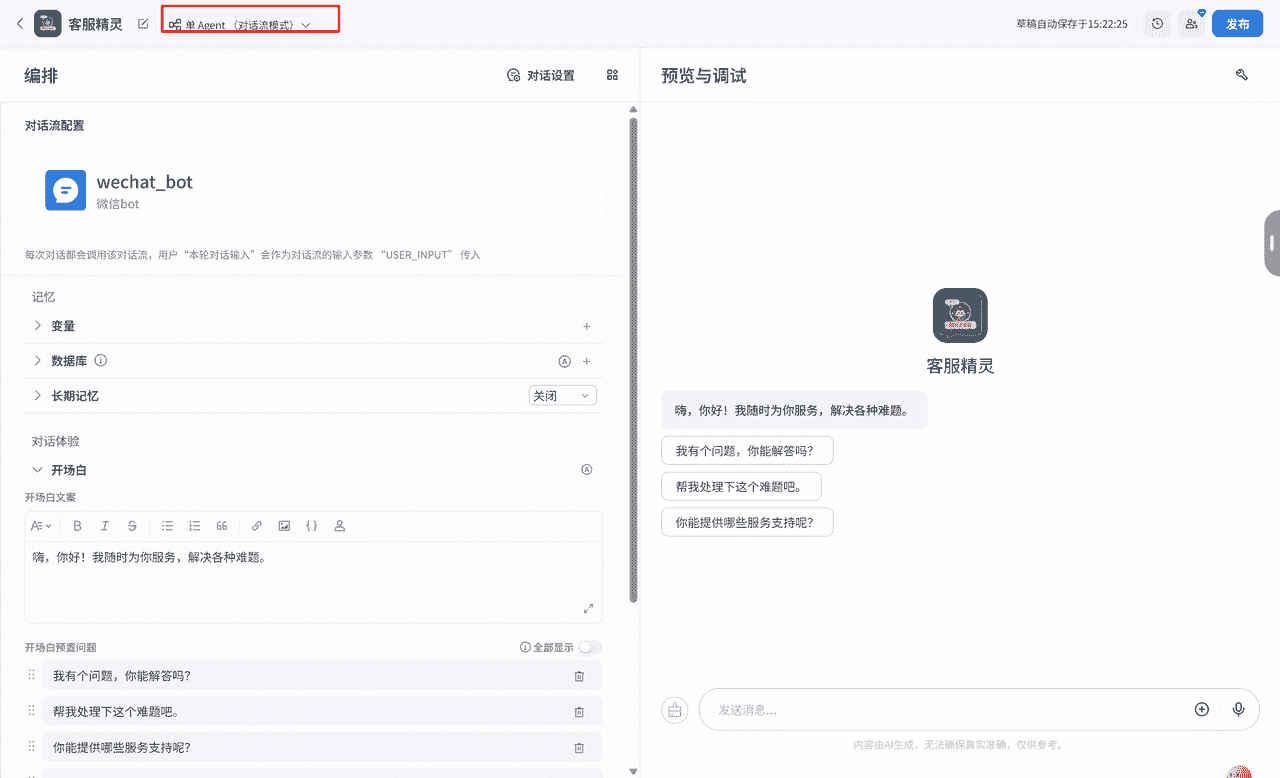 客服精灵
单 Agent（对话流模式）
草稿自动保存于15:22:25
发布
编排
对话设置
预览与调试
对话流配置
wechat_bot
微信bot
每次对话都会调用该对话流，用户“本轮对话输入”会作为对话流的输入参数 “USER_INPUT” 传入
记忆
变量
数据库
长期记忆
关闭
对话体验
开场白
开场白文案
嗨，你好！我随时为你服务，解决各种难题。
开场白预置问题
全部显示
我有个问题，你能解答吗？
帮我处理下这个难题吧。
你能提供哪些服务支持呢？
客服精灵
嗨，你好！我随时为你服务，解决各种难题。
我有个问题，你能解答吗？
帮我处理下这个难题吧。
你能提供哪些服务支持呢？
发送消息...
内容由AI生成，无法确保真实准确，仅供参考。